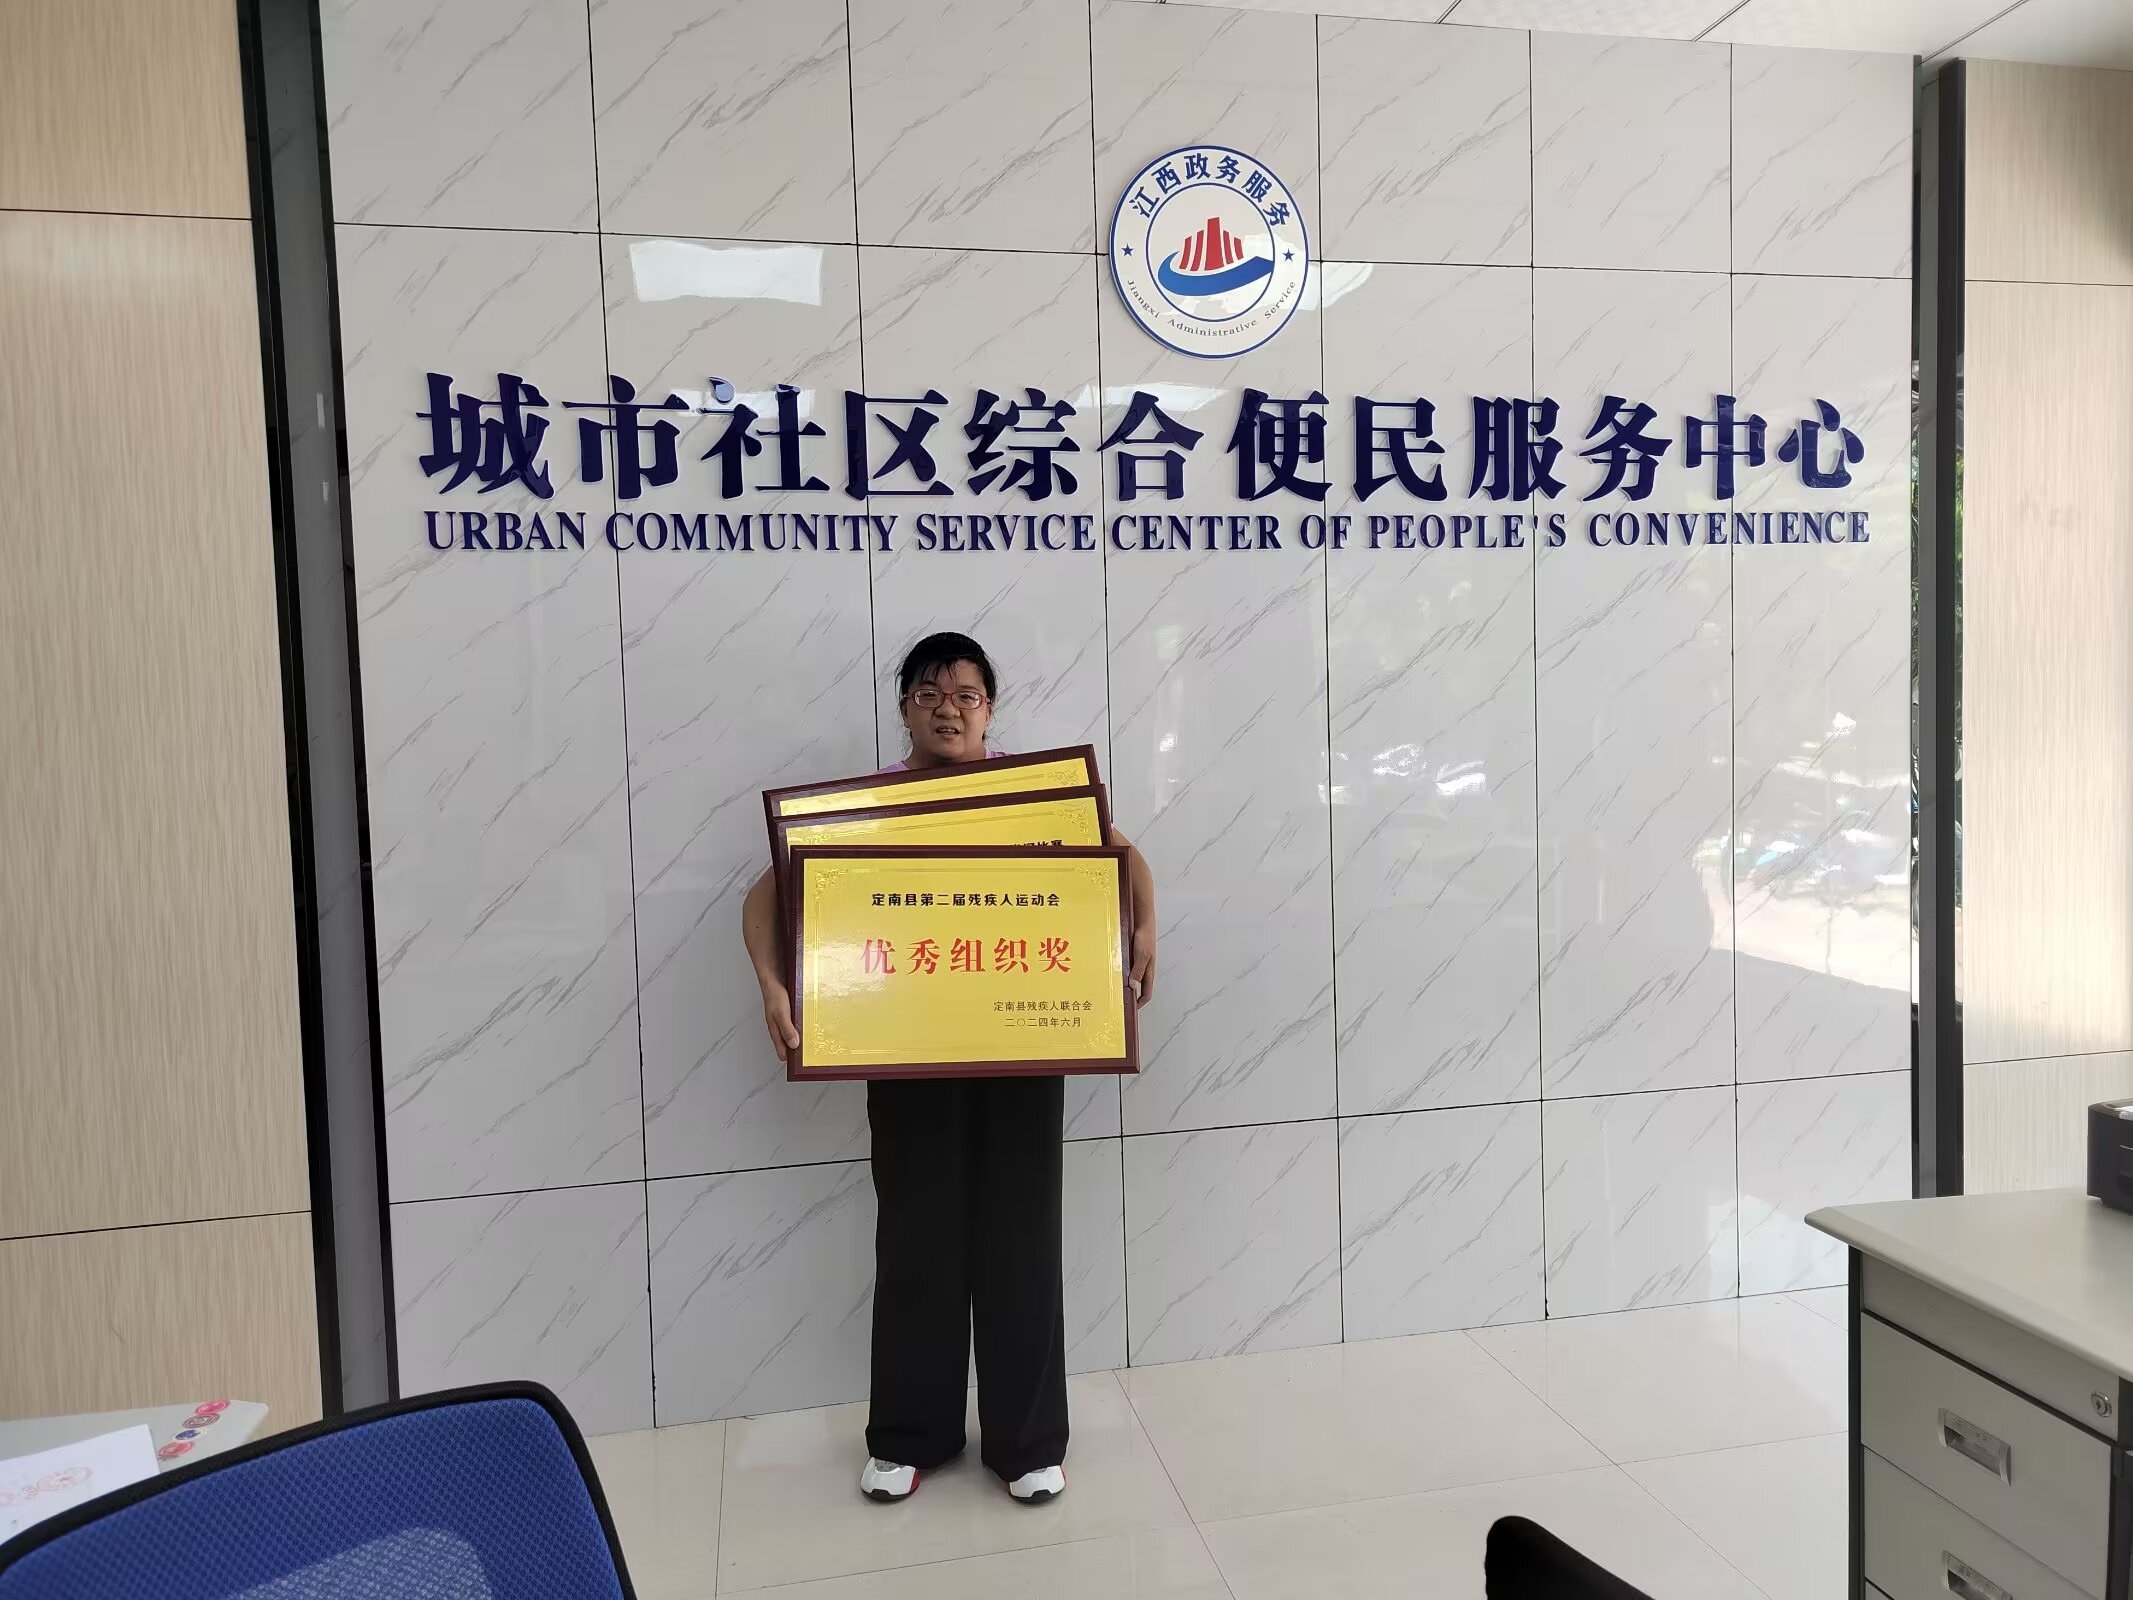 江西政务服务
Jiangxi Administrative Service
城市社区综合便民服务中心
URBAN COMMUNITY SERVICE CENTER OF PEOPLE'S CONVENIENCE
比赛
定南县第二届残疾人运动会
优秀组织奖
定南县残疾人联合会
二〇二四年六月